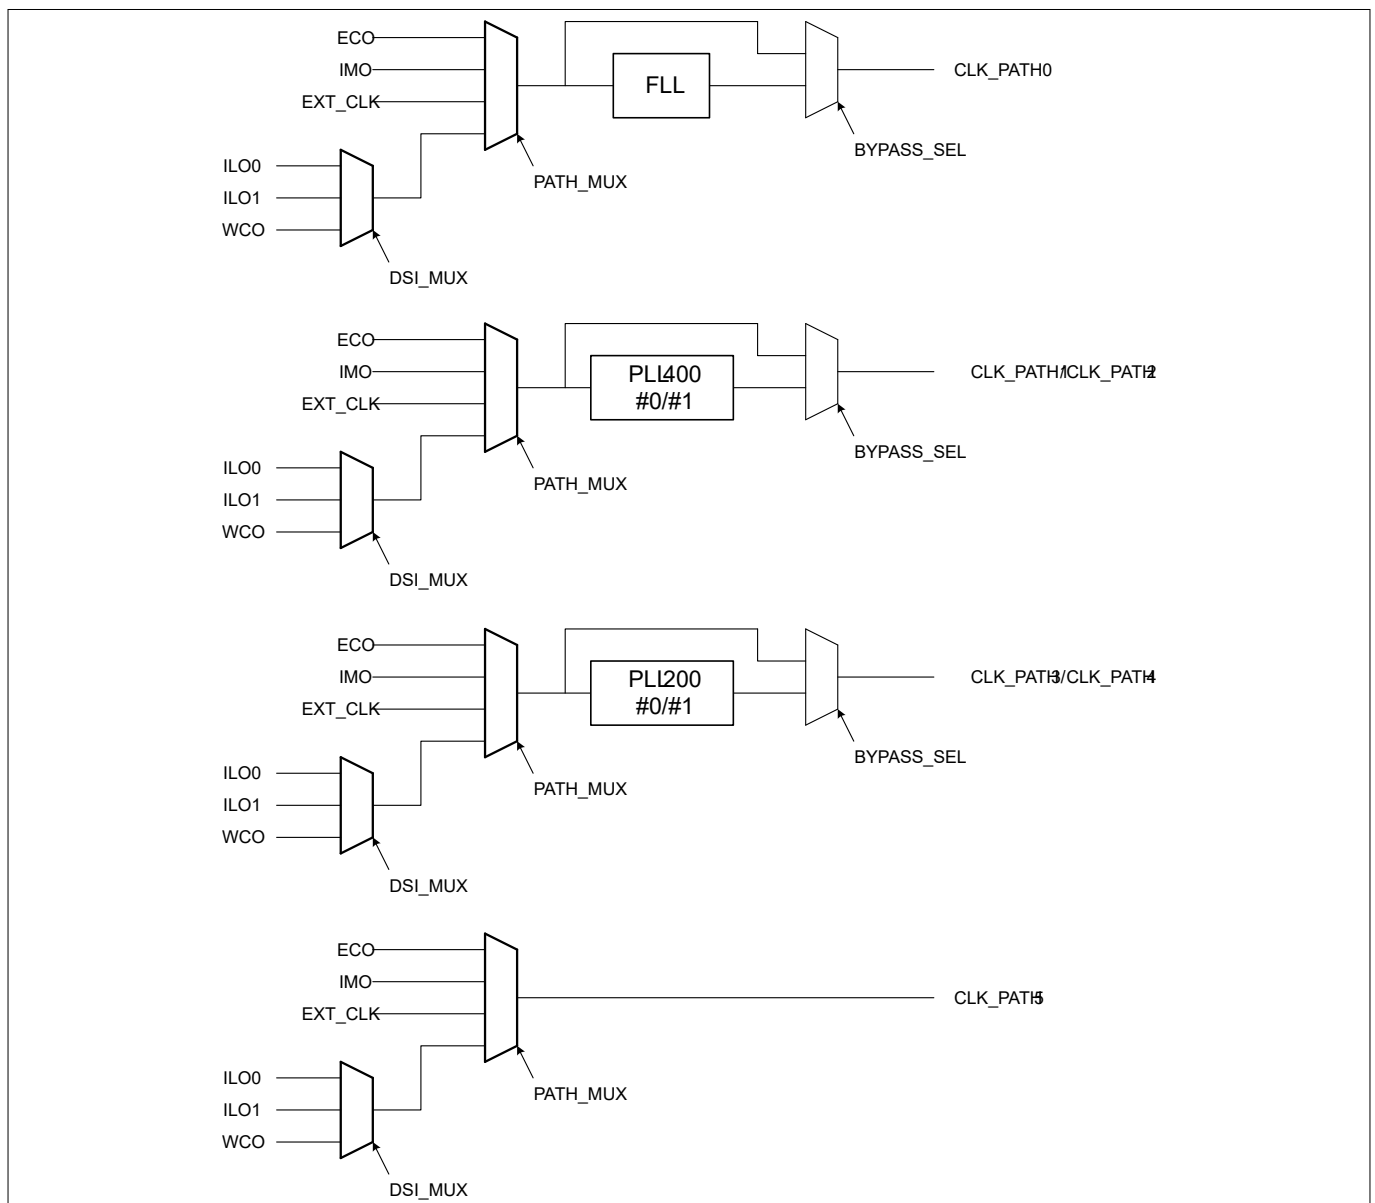 ECO
IMO
EXT_CLK
FLL
CLK_PATH0
BYPASS_SEL
PATH_MUX
ILO0
ILO1
WCO
DSI_MUX
ECO
IMO
EXT_CLK
PLL400
#0/#1
CLK_PATH1/CLK_PATH2
BYPASS_SEL
PATH_MUX
ILO0
ILO1
WCO
DSI_MUX
ECO
IMO
EXT_CLK
PLL200
#0/#1
CLK_PATH3/CLK_PATH4
BYPASS_SEL
PATH_MUX
ILO0
ILO1
WCO
DSI_MUX
ECO
IMO
EXT_CLK
CLK_PATH5
PATH_MUX
ILO0
ILO1
WCO
DSI_MUX